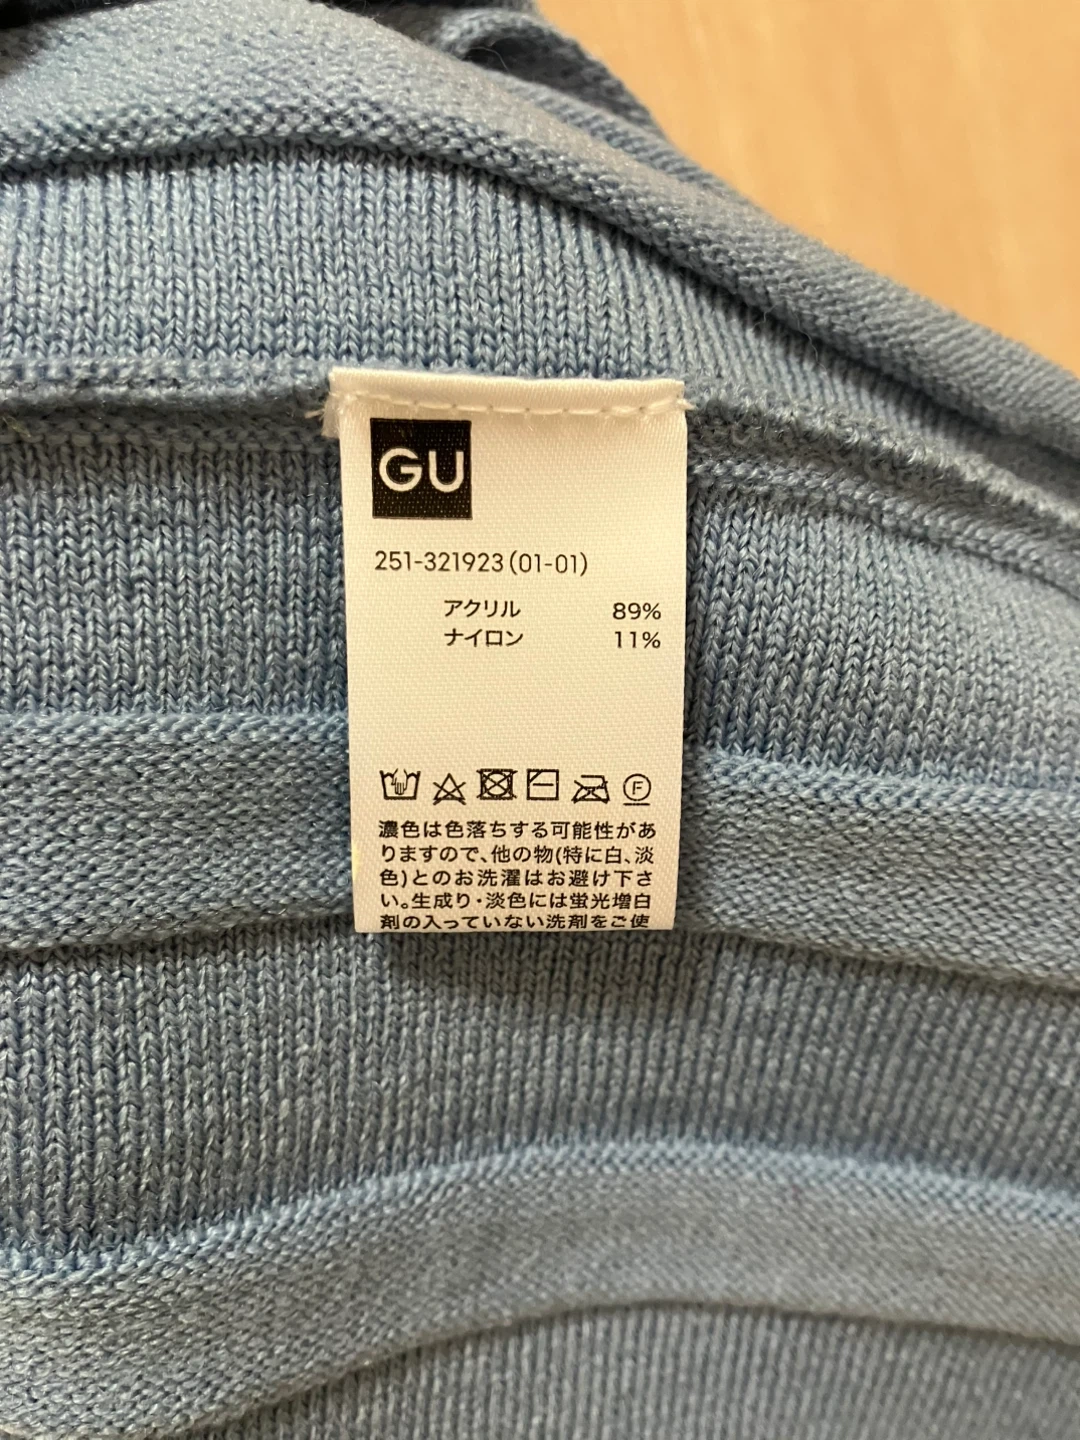 GU
251-321923(01-01)
アクリル 89%
ナイロン 11%
F
濃色は色落ちする可能性があ
りますので、他の物(特に白、淡
色)とのお洗濯はお避け下さ
い。生成り・淡色には蛍光増白
剤の入っていない洗剤をご使